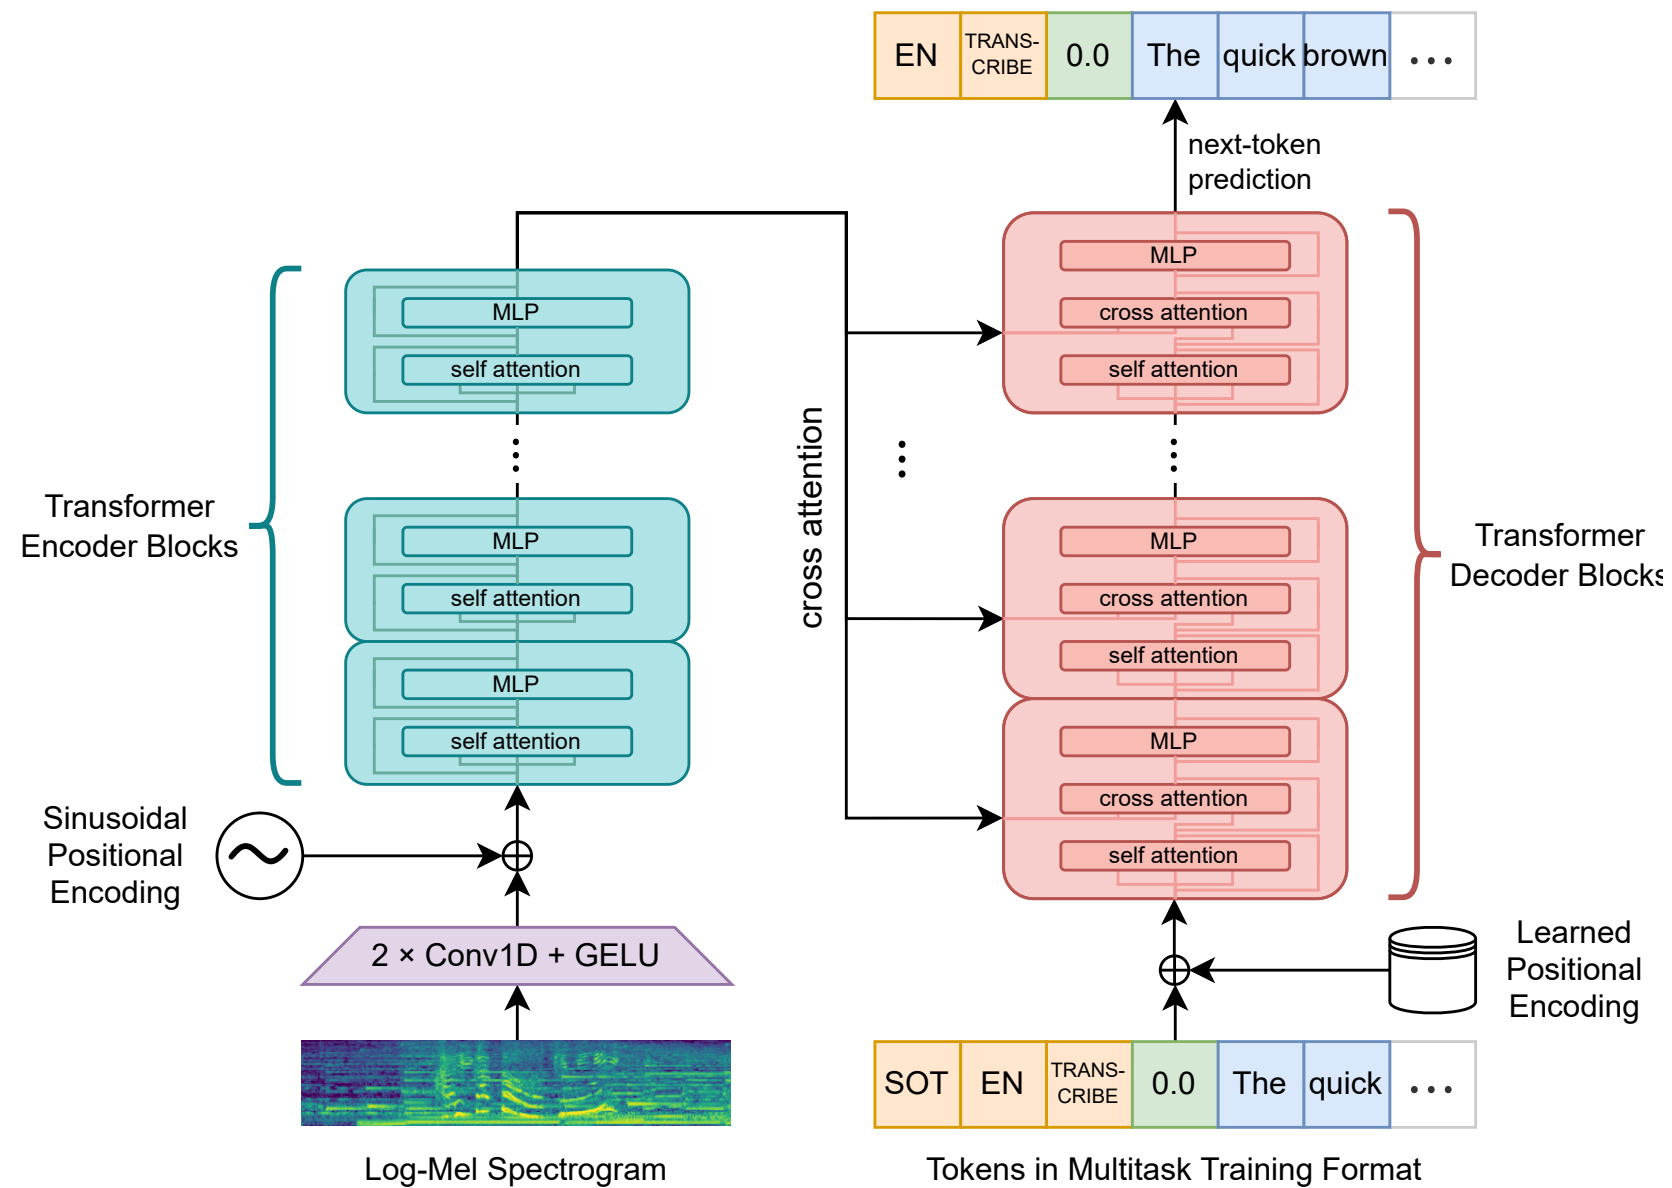 EN TRANS-CRIBE 0.0 The quick brown ...
next-token
prediction
MLP
cross attention
self attention
MLP
self attention
cross attention
Transformer
Encoder Blocks
MLP
self attention
MLP
self attention
MLP
cross attention
self attention
MLP
cross attention
self attention
Transformer
Decoder Blocks
Sinusoidal
Positional
Encoding
2 × Conv1D + GELU
Learned
Positional
Encoding
SOT EN TRANS-CRIBE 0.0 The quick ...
Log-Mel Spectrogram
Tokens in Multitask Training Format